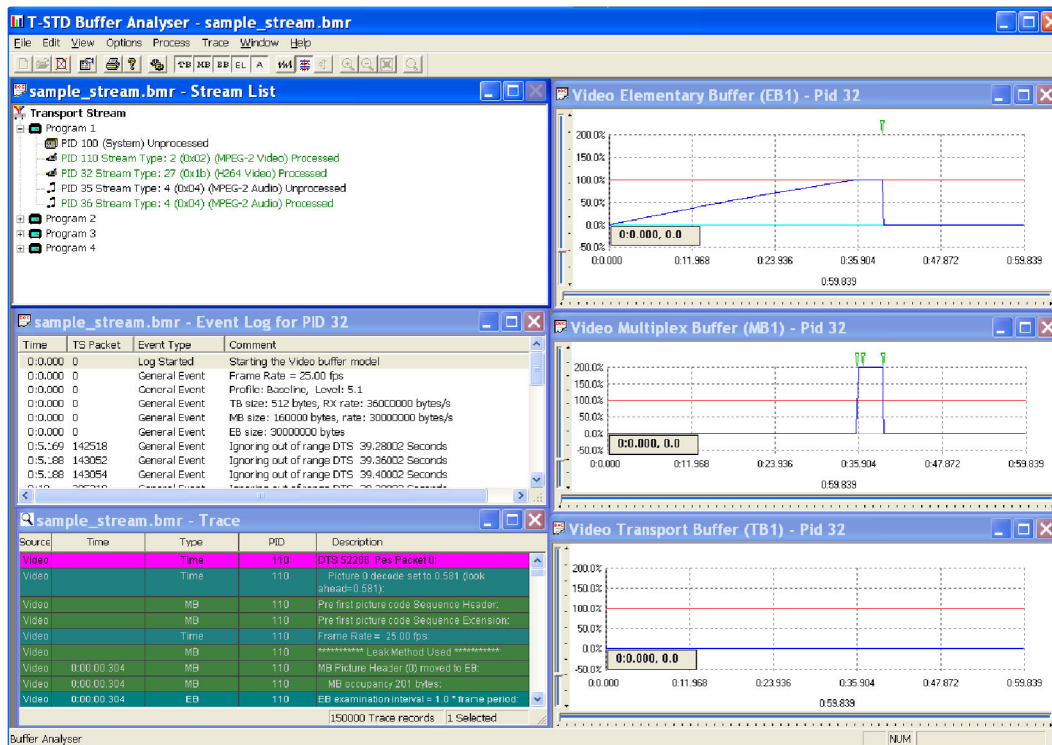 T-STD Buffer Analyser - sample_stream.bmr
File Edit View Options Process Trace Window Help
TB MB EB EL A
sample_stream.bmr - Stream List
Transport Stream
Program 1
PID 100 (System) Unprocessed
PID 110 Stream Type: 2 (0x02) (MPEG-2 Video) Processed
PID 32 Stream Type: 27 (0x1b) (H264 Video) Processed
PID 35 Stream Type: 4 (0x04) (MPEG-2 Audio) Unprocessed
PID 36 Stream Type: 4 (0x04) (MPEG-2 Audio) Processed
Program 2
Program 3
Program 4
sample_stream.bmr - Event Log for PID 32
Time TS Packet Event Type Comment
0:0.000 0 Log Started Starting the Video buffer model
0:0.000 0 General Event Frame Rate = 25.00 fps
0:0.000 0 General Event Profile: Baseline, Level: 5.1
0:0.000 0 General Event TB size: 512 bytes, RX rate: 36000000 bytes/s
0:0.000 0 General Event MB size: 160000 bytes, rate: 30000000 bytes/s
0:0.000 0 General Event EB size: 30000000 bytes
0:5.169 142518 General Event Ignoring out of range DTS 39.28002 Seconds
0:5.188 143052 General Event Ignoring out of range DTS 39.36002 Seconds
0:5.188 143054 General Event Ignoring out of range DTS 39.40002 Seconds
sample_stream.bmr - Trace
Source Time Type PID Description
Video Time 110 DTS 52286 Pes Packet 0:
Video Time 110 Picture 0 decode set to 0.581 (look
ahead=0.581):
Video MB 110 Pre first picture code Sequence Header:
Video MB 110 Pre first picture code Sequence Extension:
Video Time 110 Frame Rate = 25.00 fps:
Video MB 110 *********** Leak Method Used ***********
Video 0:00:00.304 MB 110 MB Picture Header (0) moved to EB:
Video 0:00:00.304 MB 110 MB occupancy 201 bytes:
Video 0:00:00.304 EB 110 EB examination interval = 1.0 * frame period:
150000 Trace records 1 Selected
Video Elementary Buffer (EB1) - Pid 32
200.0%
150.0%
100.0%
50.0%
0.0%
-50.0%
0:0.000, 0.0
0:0.000 0:11.968 0:23.936 0:35.904 0:47.872 0:59.839
0:59.839
Video Multiplex Buffer (MB1) - Pid 32
200.0%
150.0%
100.0%
50.0%
0.0%
-50.0%
0:0.000, 0.0
0:0.000 0:11.968 0:23.936 0:35.904 0:47.872 0:59.839
0:59.839
Video Transport Buffer (TB1) - Pid 32
200.0%
150.0%
100.0%
50.0%
0.0%
-50.0%
0:0.000, 0.0
0:0.000 0:11.968 0:23.936 0:35.904 0:47.872 0:59.839
0:59.839
Buffer Analyser NUM